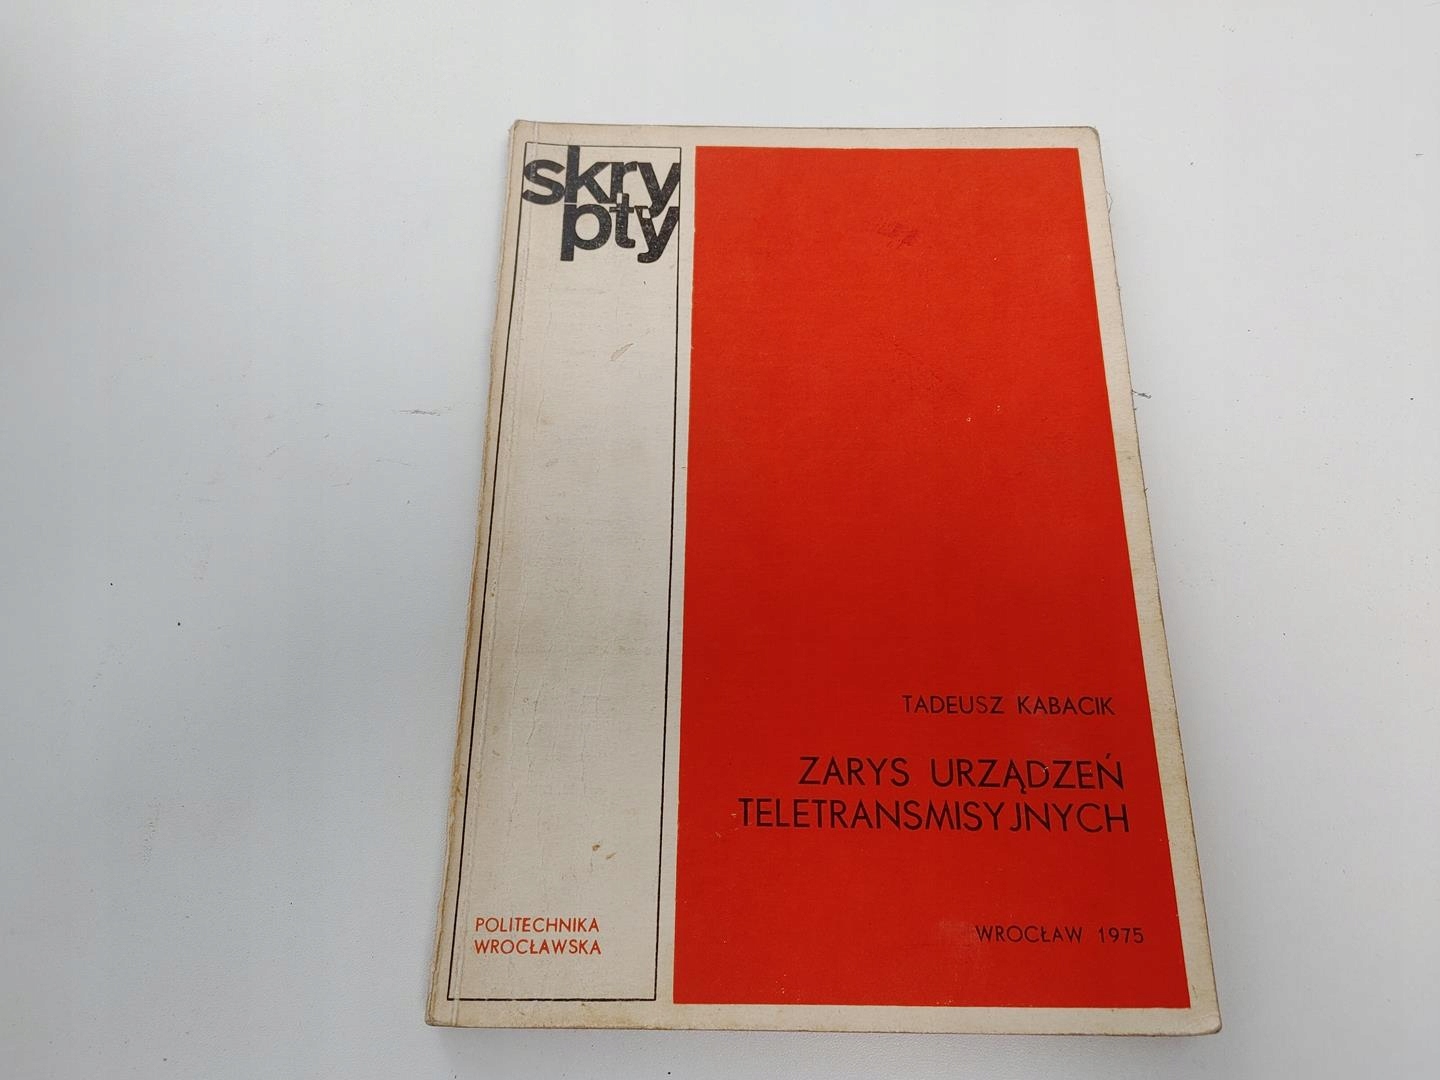 skry
pty
TADEUSZ KABACIK
ZARYS URZĄDZEŃ
TELETRANSMISYJNYCH
POLITECHNIKA
WROCŁAWSKA
WROCŁAW 1975